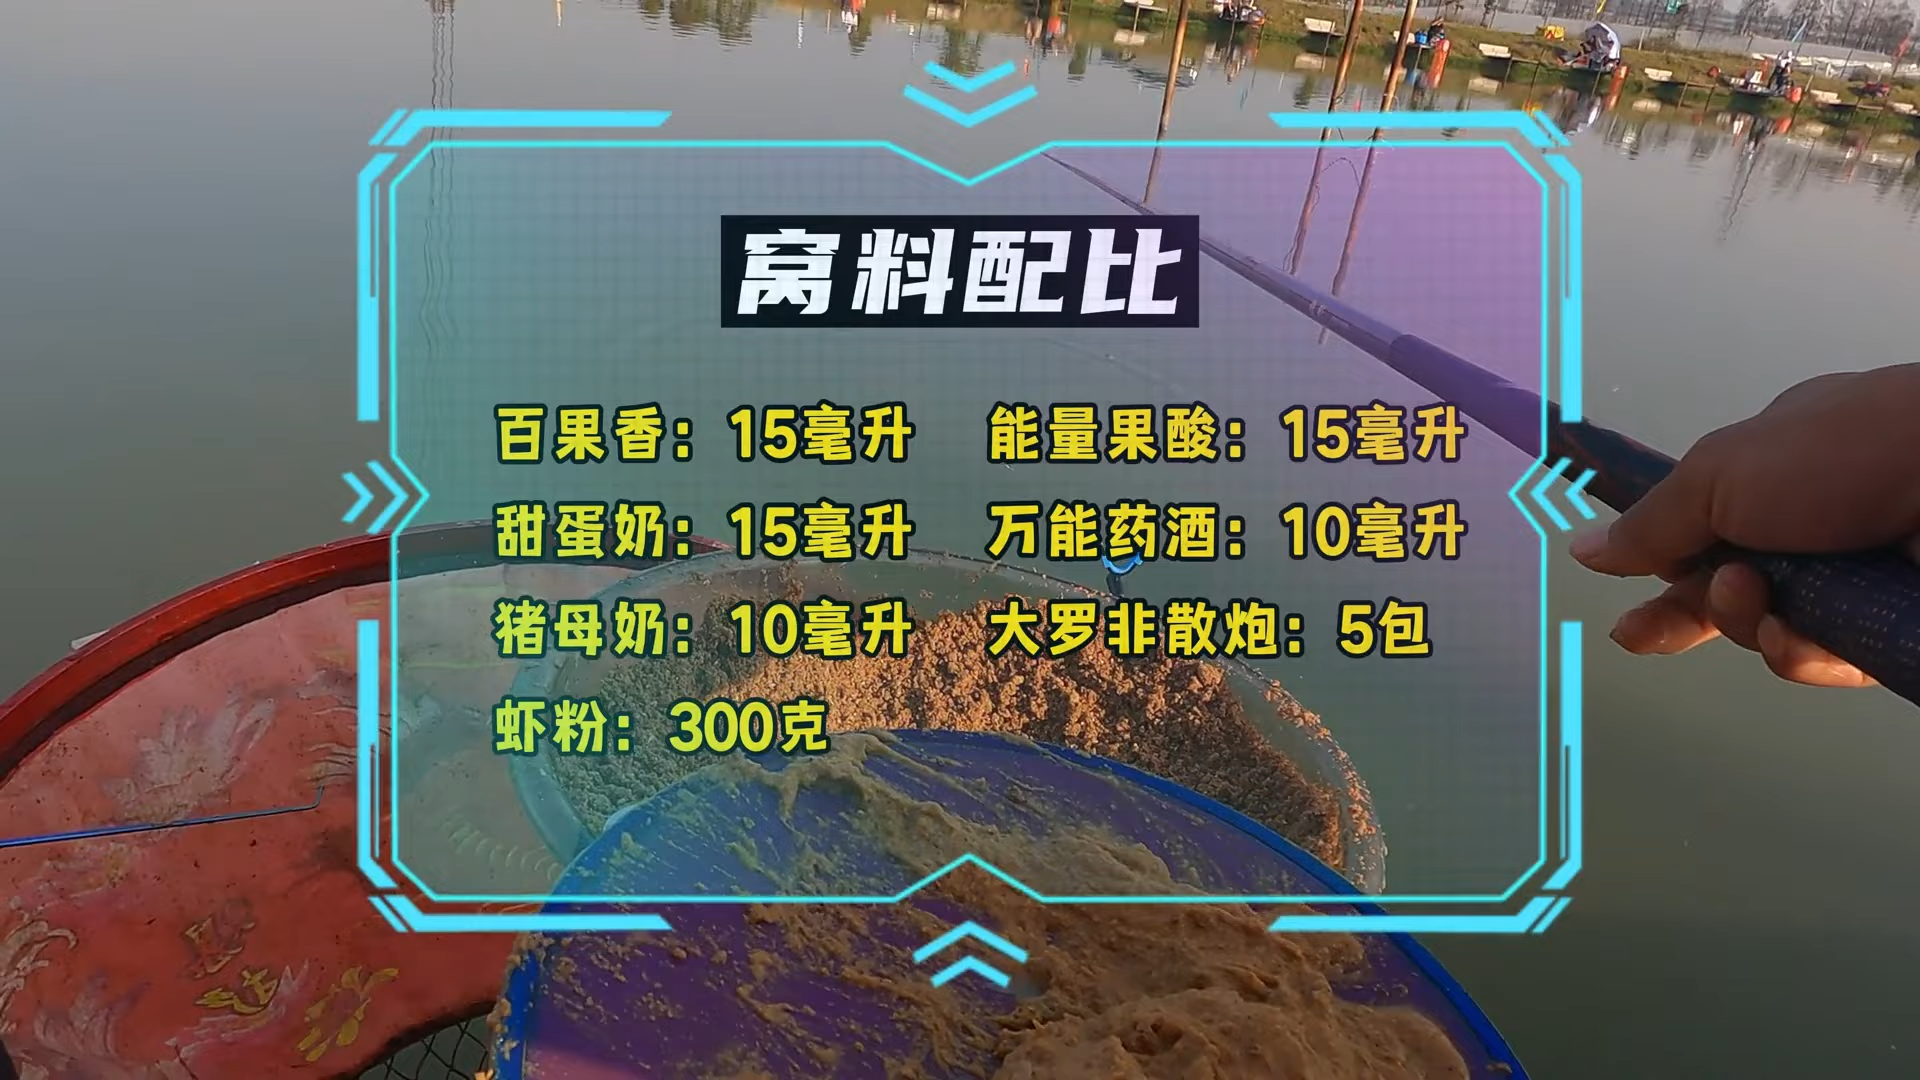 窝料配比
百果香：15毫升 能量果酸：15毫升
甜蛋奶：15毫升 万能药酒：10毫升
猪母奶：10毫升 大罗非散炮：5包
虾粉：300克